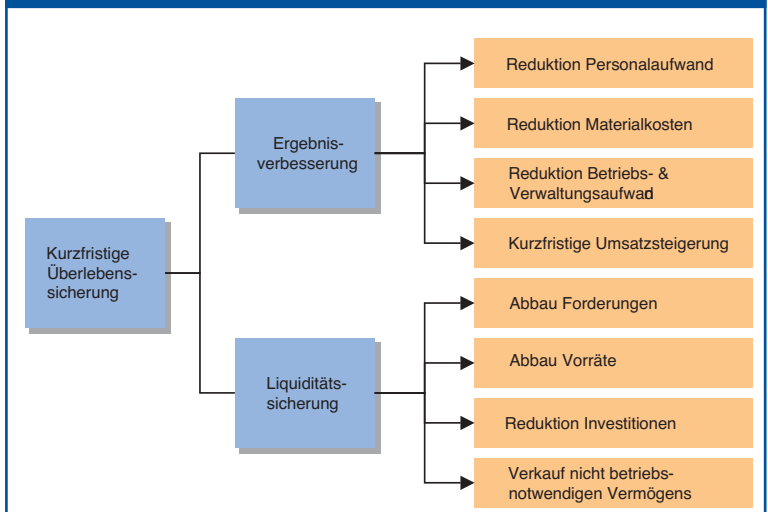 Kurzfristige
Überlebens-
sicherung
Ergebnis-
verbesserung
Reduktion Personalaufwand
Reduktion Materialkosten
Reduktion Betriebs- &
Verwaltungsaufwand
Kurzfristige Umsatzsteigerung
Liquiditäts-
sicherung
Abbau Forderungen
Abbau Vorräte
Reduktion Investitionen
Verkauf nicht betriebs-
notwendigen Vermögens